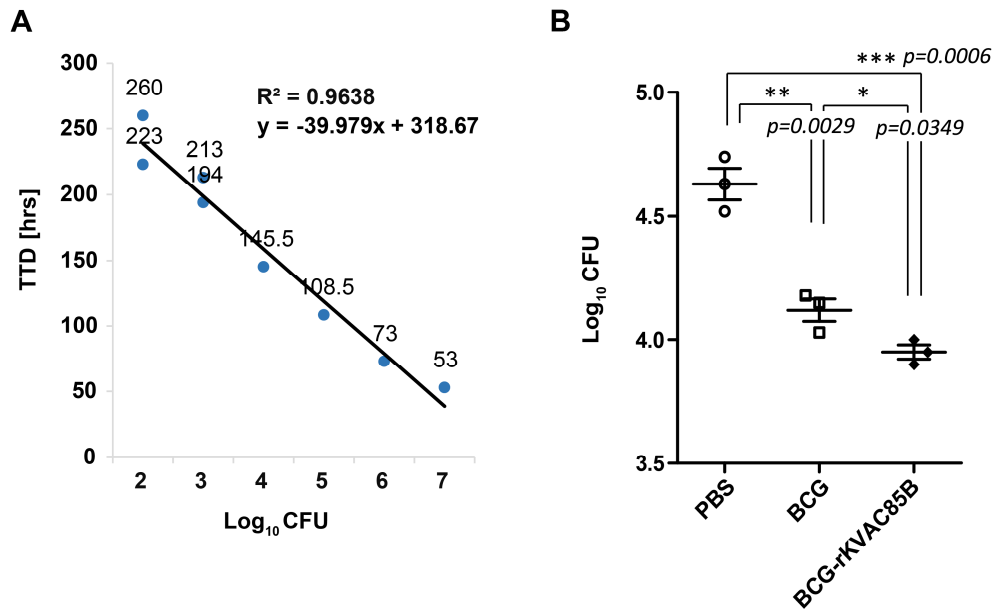 A
300
250
200
150
100
50
0
TTD [hrs]
260
223
213
194
145.5
108.5
73
53
R² = 0.9638
y = -39.979x + 318.67
2 3 4 5 6 7
Log₁₀ CFU
B
*** p=0.0006
** *
p=0.0029 p=0.0349
5.0
4.5
4.0
3.5
Log₁₀ CFU
PBS
BCG
BCG-rKVAC85B